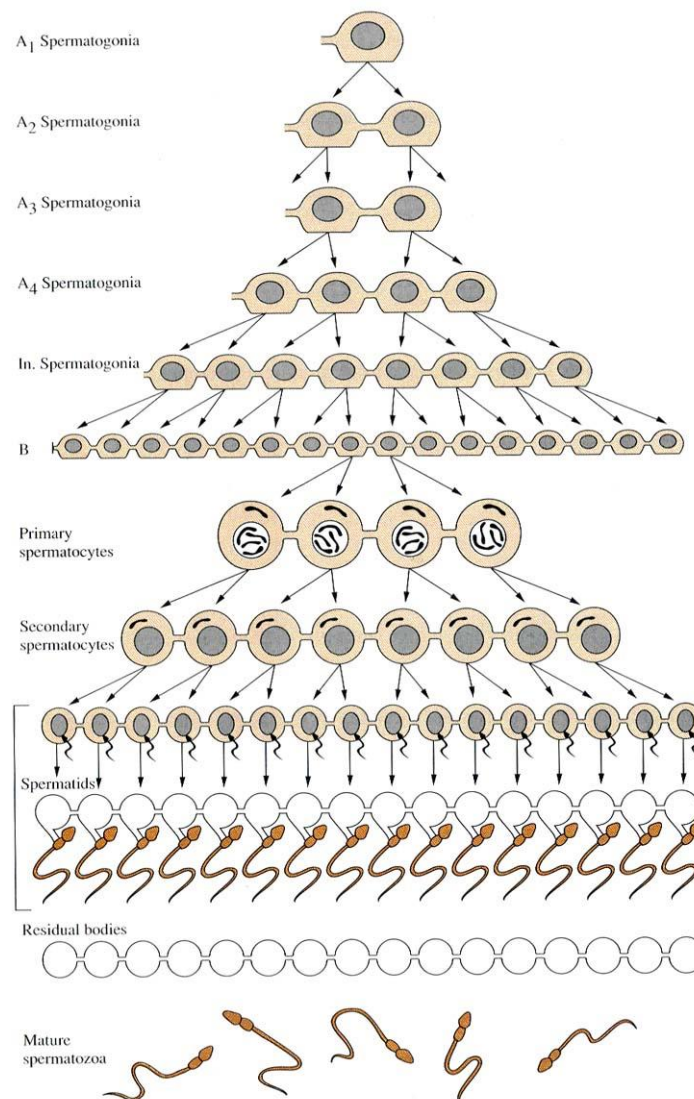 A1 Spermatogonia
A2 Spermatogonia
A3 Spermatogonia
A4 Spermatogonia
In. Spermatogonia
B
Primary
spermatocytes
Secondary
spermatocytes
Spermatids
Residual bodies
Mature
spermatozoa